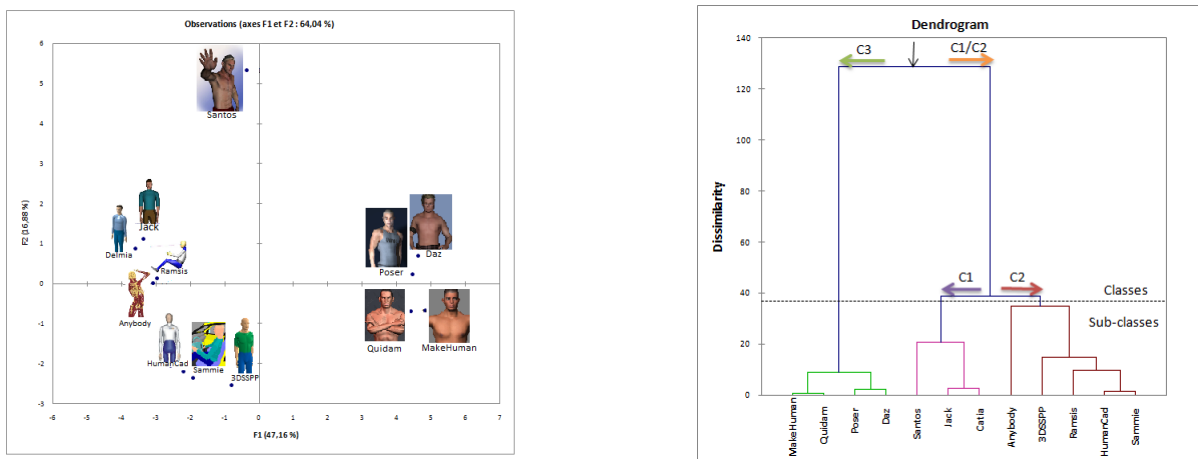 Observations (axes F1 et F2 : 64,04 %)
6
5
4
3
2
1
0
-1
-2
-3
F2 (16,88 %)
Santos
Jack
Delmia
Ramsis
Anybody
HumanCad
Sammie
3DSSPP
Poser
Daz
Quidam
MakeHuman
-6 -5 -4 -3 -2 -1 0 1 2 3 4 5 6 7
F1 (47,16 %)
Dendrogram
140
120
100
80
60
40
20
0
Dissimilarity
C3
C1/C2
C1
C2
Classes
Sub-classes
MakeHuman
Quidam
Poser
Daz
Santos
Jack
Catia
Anybody
3DSSPP
Ramsis
HumanCad
Sammie